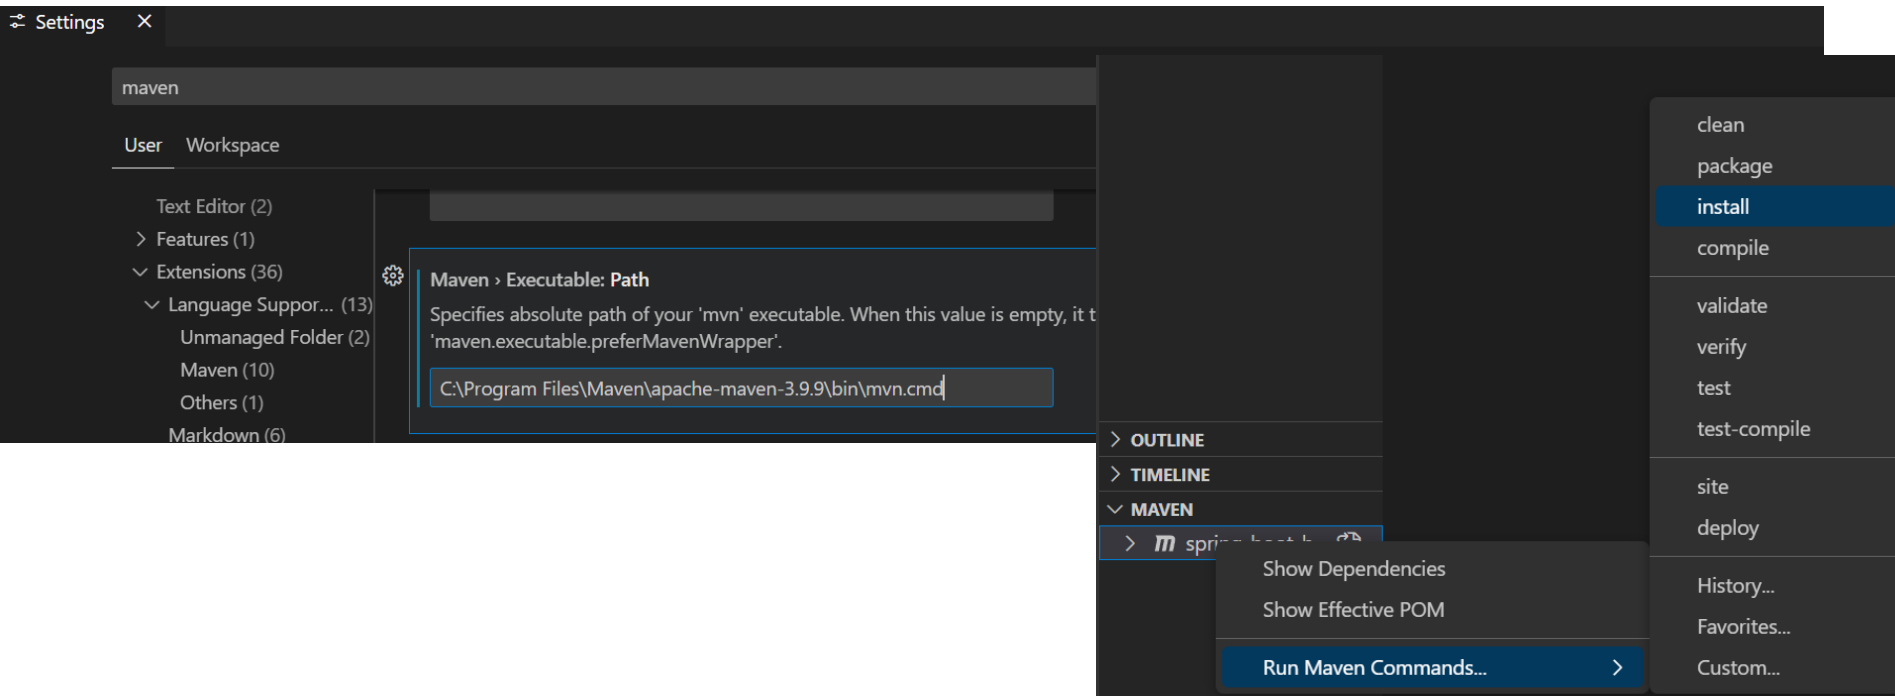 Settings
maven
User Workspace
Text Editor (2)
Features (1)
Extensions (36)
Language Suppor... (13)
Unmanaged Folder (2)
Maven (10)
Others (1)
Markdown (6)
Maven › Executable: Path
Specifies absolute path of your 'mvn' executable. When this value is empty, it t
'maven.executable.preferMavenWrapper'.
C:\Program Files\Maven\apache-maven-3.9.9\bin\mvn.cmd
OUTLINE
TIMELINE
MAVEN
m spring-boot-h
Show Dependencies
Show Effective POM
Run Maven Commands...
clean
package
install
compile
validate
verify
test
test-compile
site
deploy
History...
Favorites...
Custom...